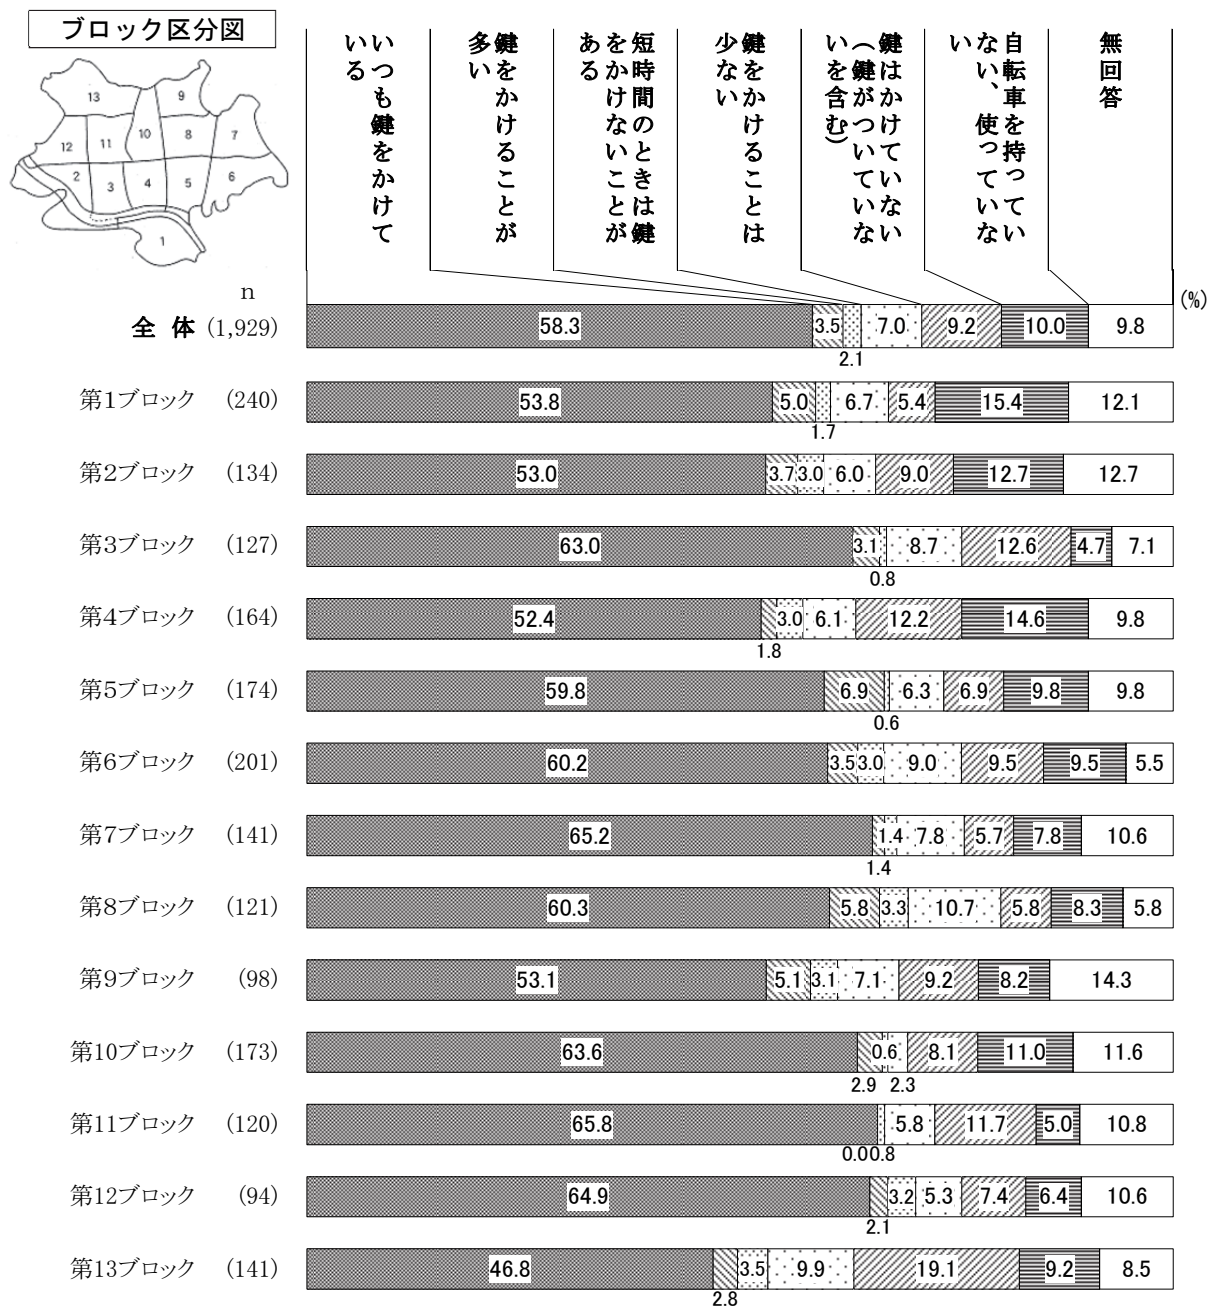 ブロック区分図
13
9
12
11
10
8
7
2
3
4
5
6
1
いつも鍵をかけて
いる
鍵をかけることが
多い
短時間のときは鍵
をかけないことが
ある
鍵をかけることは
少ない
鍵はかけていない
(鍵がついていな
いを含む)
自転車を持ってい
ない、使っていな
い
無回答
n
(%)
全 体 (1,929) 58.3 3.5 7.0 9.2 10.0 9.8
2.1
第1ブロック (240) 53.8 5.0 6.7 5.4 15.4 12.1
1.7
第2ブロック (134) 53.0 3.7 3.0 6.0 9.0 12.7 12.7
第3ブロック (127) 63.0 3.1 8.7 12.6 4.7 7.1
0.8
第4ブロック (164) 52.4 3.0 6.1 12.2 14.6 9.8
1.8
第5ブロック (174) 59.8 6.9 6.3 6.9 9.8 9.8
0.6
第6ブロック (201) 60.2 3.5 3.0 9.0 9.5 9.5 5.5
第7ブロック (141) 65.2 1.4 7.8 5.7 7.8 10.6
1.4
第8ブロック (121) 60.3 5.8 3.3 10.7 5.8 8.3 5.8
第9ブロック (98) 53.1 5.1 3.1 7.1 9.2 8.2 14.3
第10ブロック (173) 63.6 0.6 8.1 11.0 11.6
2.9 2.3
第11ブロック (120) 65.8 5.8 11.7 5.0 10.8
0.0 0.8
第12ブロック (94) 64.9 3.2 5.3 7.4 6.4 10.6
2.1
第13ブロック (141) 46.8 3.5 9.9 19.1 9.2 8.5
2.8